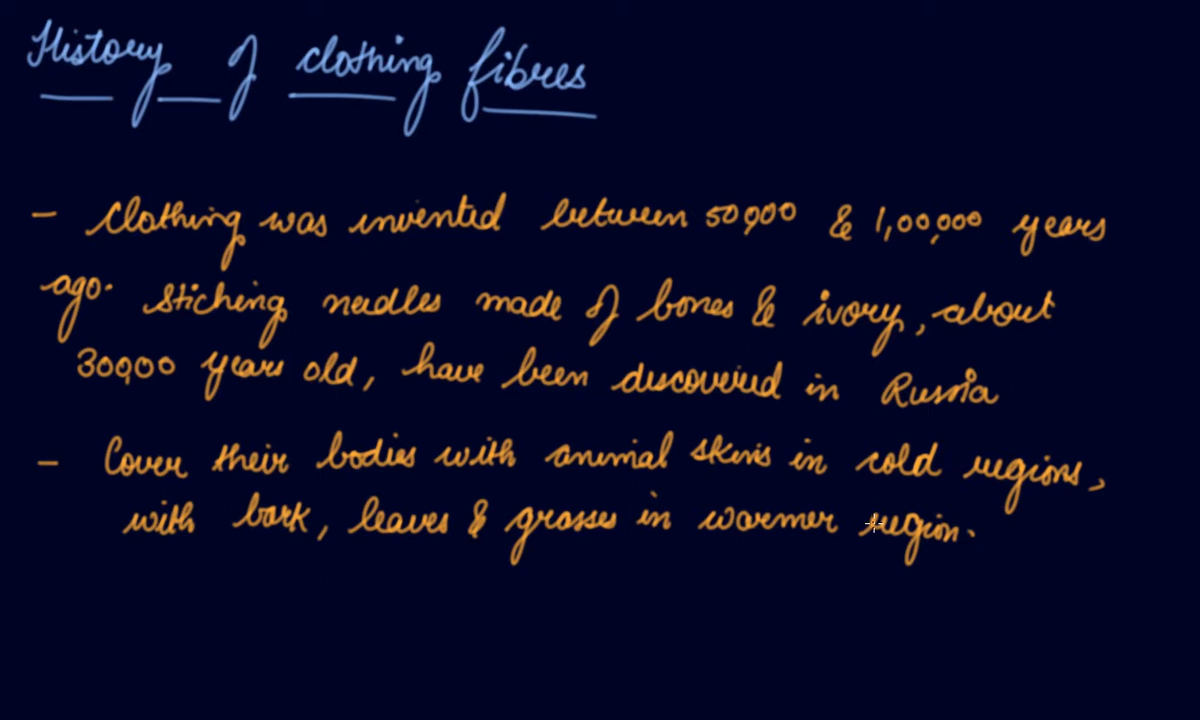 History of clothing fibres
- Clothing was invented between 50,000 & 1,00,000 years
ago. Stiching needles made of bones & ivory, about
30,000 years old, have been discovered in Russia
- Cover their bodies with animal skins in cold regions,
with bark, leaves & grasses in warmer region.